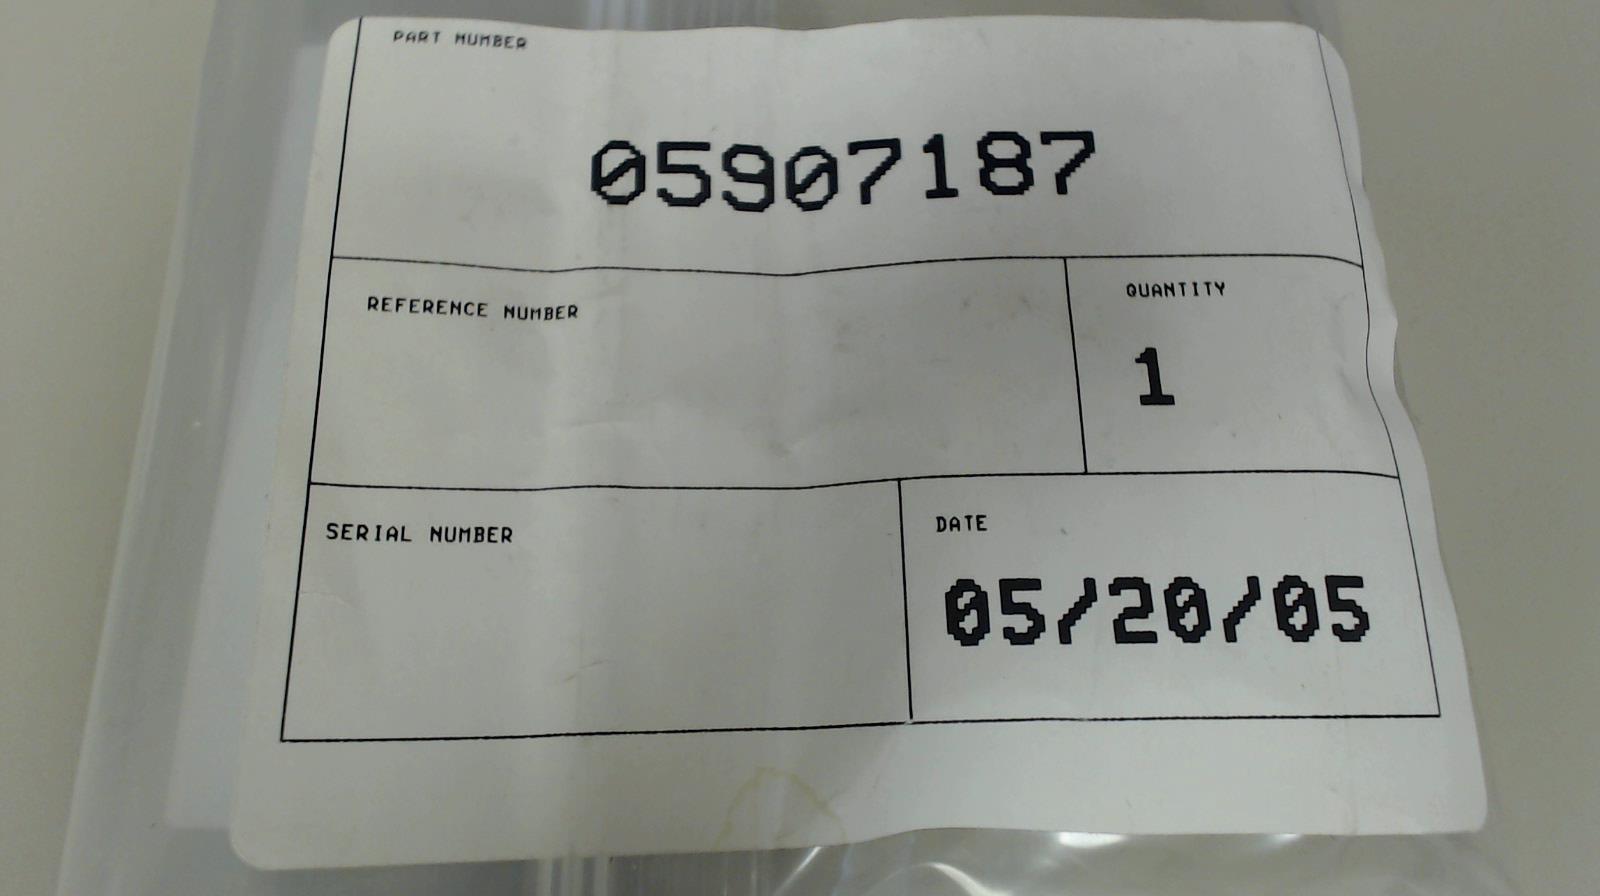 PART NUMBER
05907187
REFERENCE NUMBER
QUANTITY
1
SERIAL NUMBER
DATE
05/20/05